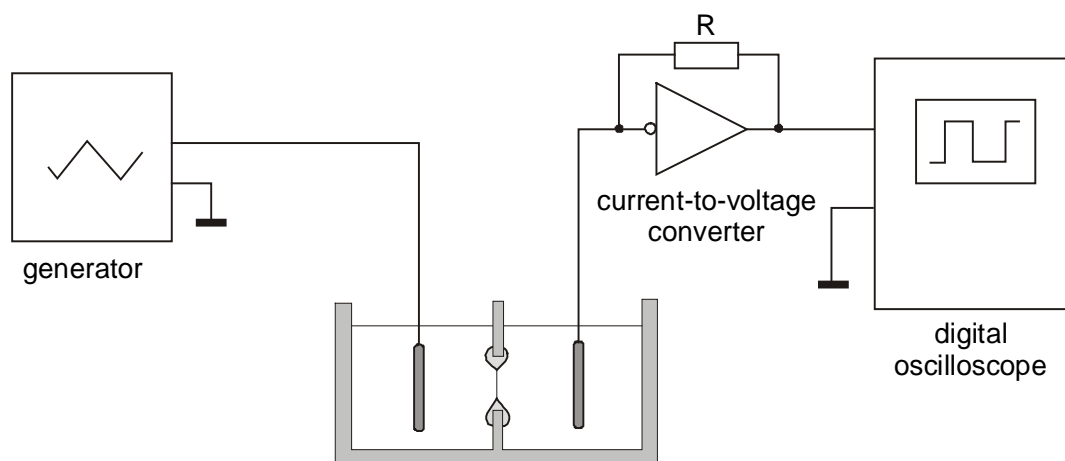 R
current-to-voltage
converter
generator
digital
oscilloscope